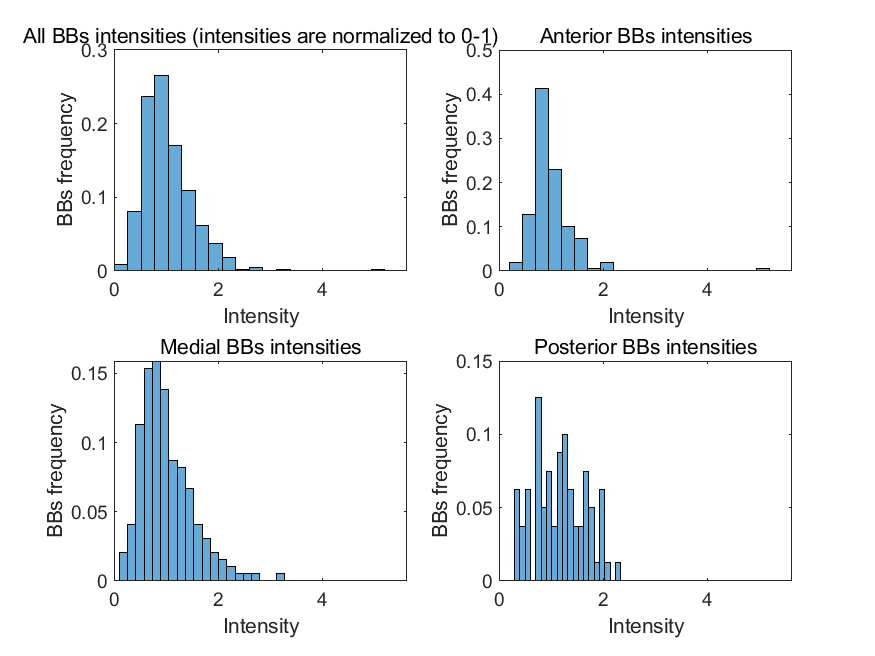 All BBs intensities (intensities are normalized to 0-1)
0.3
0.2
0.1
0
BBs frequency
0 2 4
Intensity
Anterior BBs intensities
0.5
0.4
0.3
0.2
0.1
0
BBs frequency
0 2 4
Intensity
Medial BBs intensities
0.15
0.1
0.05
0
BBs frequency
0 2 4
Intensity
Posterior BBs intensities
0.15
0.1
0.05
0
BBs frequency
0 2 4
Intensity